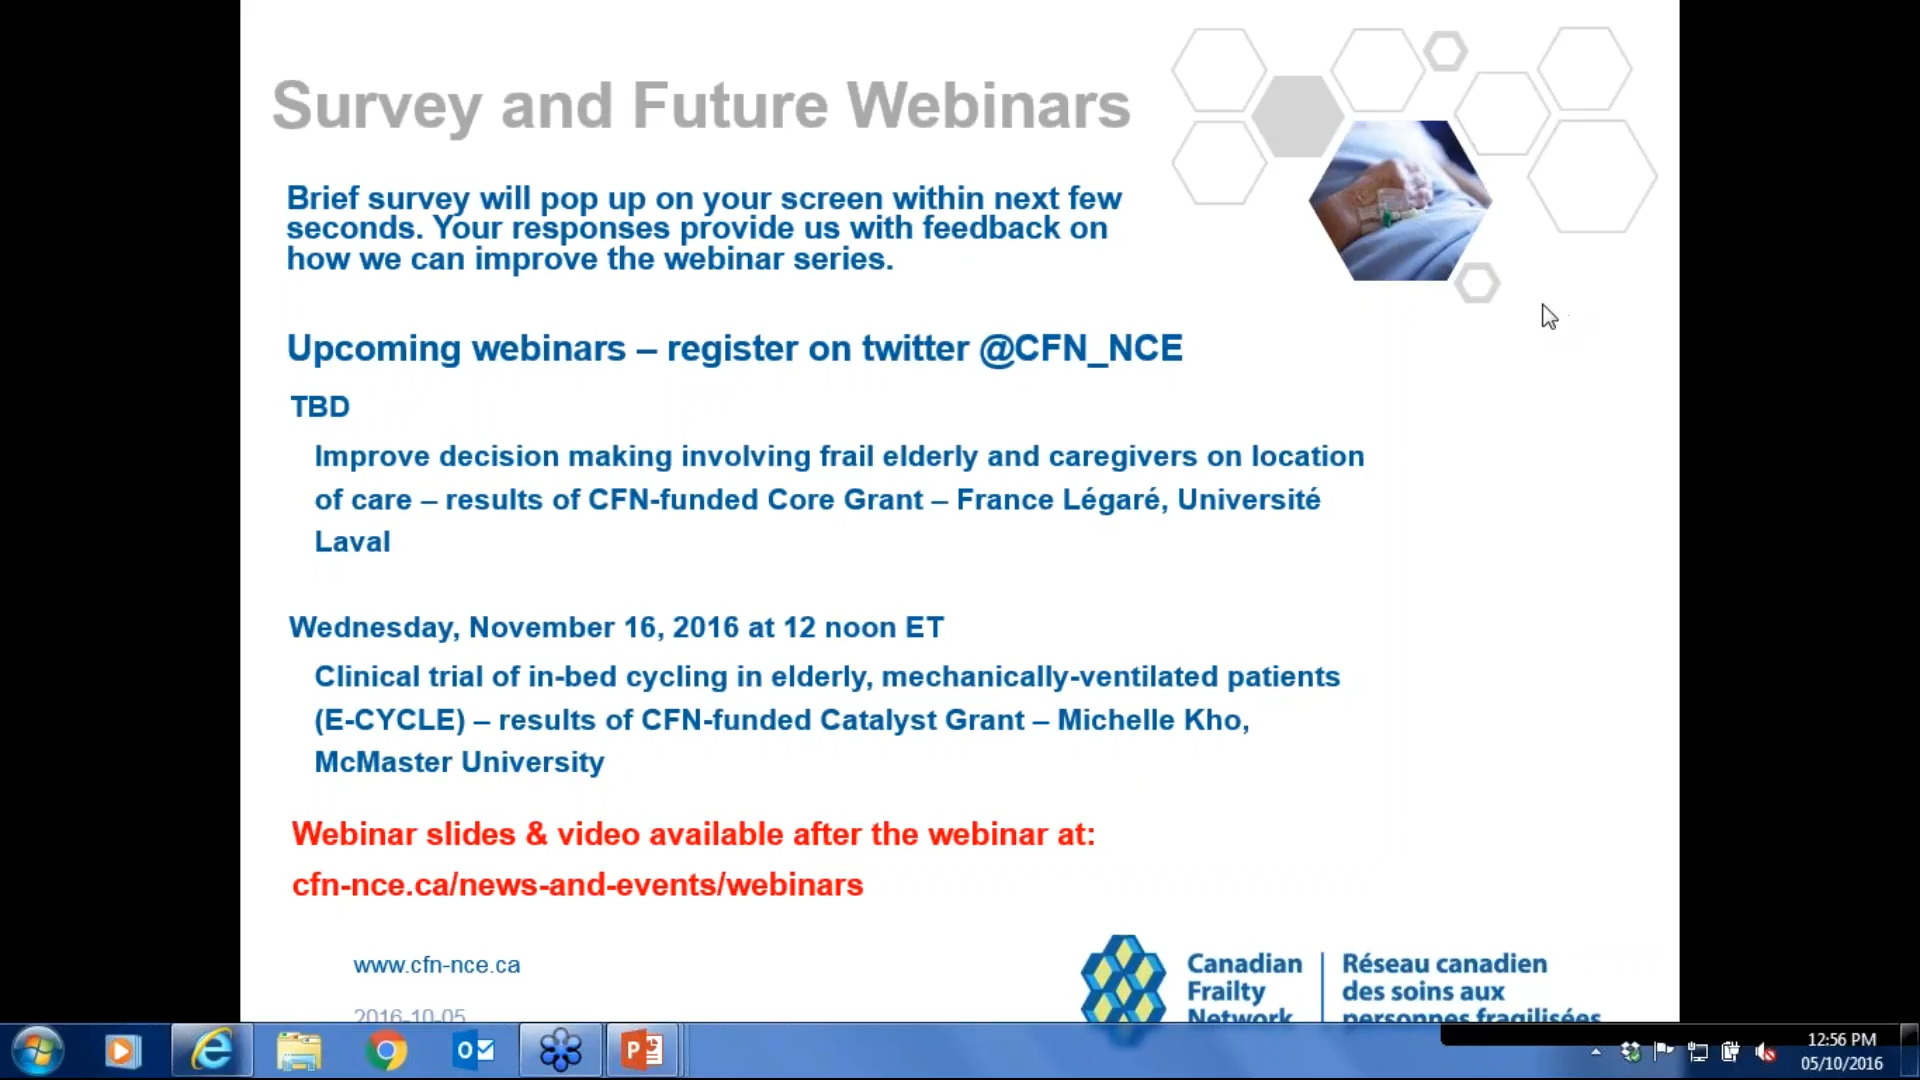 Survey and Future Webinars
Brief survey will pop up on your screen within next few
seconds. Your responses provide us with feedback on
how we can improve the webinar series.
Upcoming webinars – register on twitter @CFN_NCE
TBD
Improve decision making involving frail elderly and caregivers on location
of care – results of CFN-funded Core Grant – France Légaré, Université
Laval
Wednesday, November 16, 2016 at 12 noon ET
Clinical trial of in-bed cycling in elderly, mechanically-ventilated patients
(E-CYCLE) – results of CFN-funded Catalyst Grant – Michelle Kho,
McMaster University
Webinar slides & video available after the webinar at:
cfn-nce.ca/news-and-events/webinars
www.cfn-nce.ca
2016-10-05
Canadian
Frailty
Network
Réseau canadien
des soins aux
personnes fragilisées
12:56 PM
05/10/2016